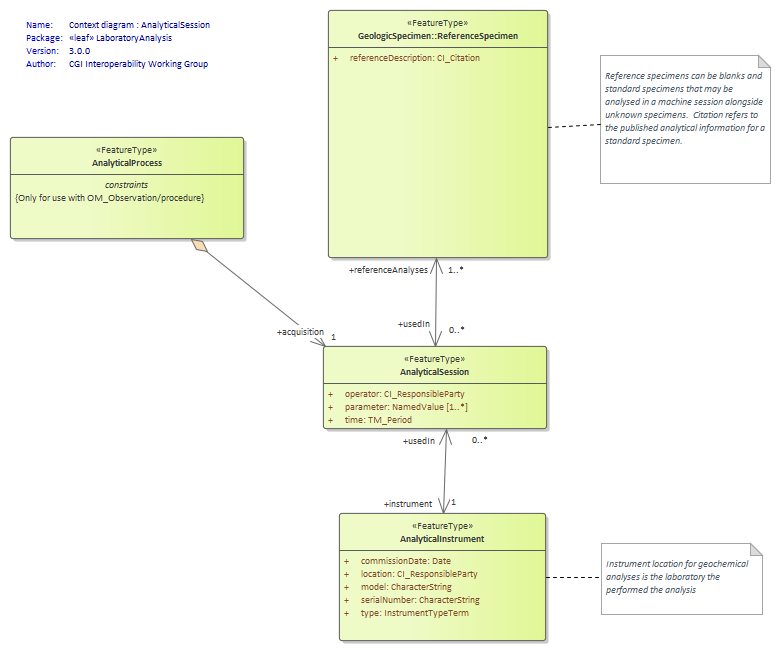 Name: Context diagram : AnalyticalSession
Package: «leaf» LaboratoryAnalysis
Version: 3.0.0
Author: CGI Interoperability Working Group
«FeatureType»
GeologicSpecimen::ReferenceSpecimen
+ referenceDescription: CI_Citation
Reference specimens can be blanks and
standard specimens that may be
analysed in a machine session alongside
unknown specimens. Citation refers to
the published analytical information for a
standard specimen.
«FeatureType»
AnalyticalProcess
constraints
{Only for use with OM_Observation/procedure}
+referenceAnalyses 1..*
+usedIn 0..*
+acquisition 1
«FeatureType»
AnalyticalSession
+ operator: CI_ResponsibleParty
+ parameter: NamedValue [1..*]
+ time: TM_Period
+usedIn 0..*
+instrument 1
«FeatureType»
AnalyticalInstrument
+ commissionDate: Date
+ location: CI_ResponsibleParty
+ model: CharacterString
+ serialNumber: CharacterString
+ type: InstrumentTypeTerm
Instrument location for geochemical
analyses is the laboratory the
performed the analysis